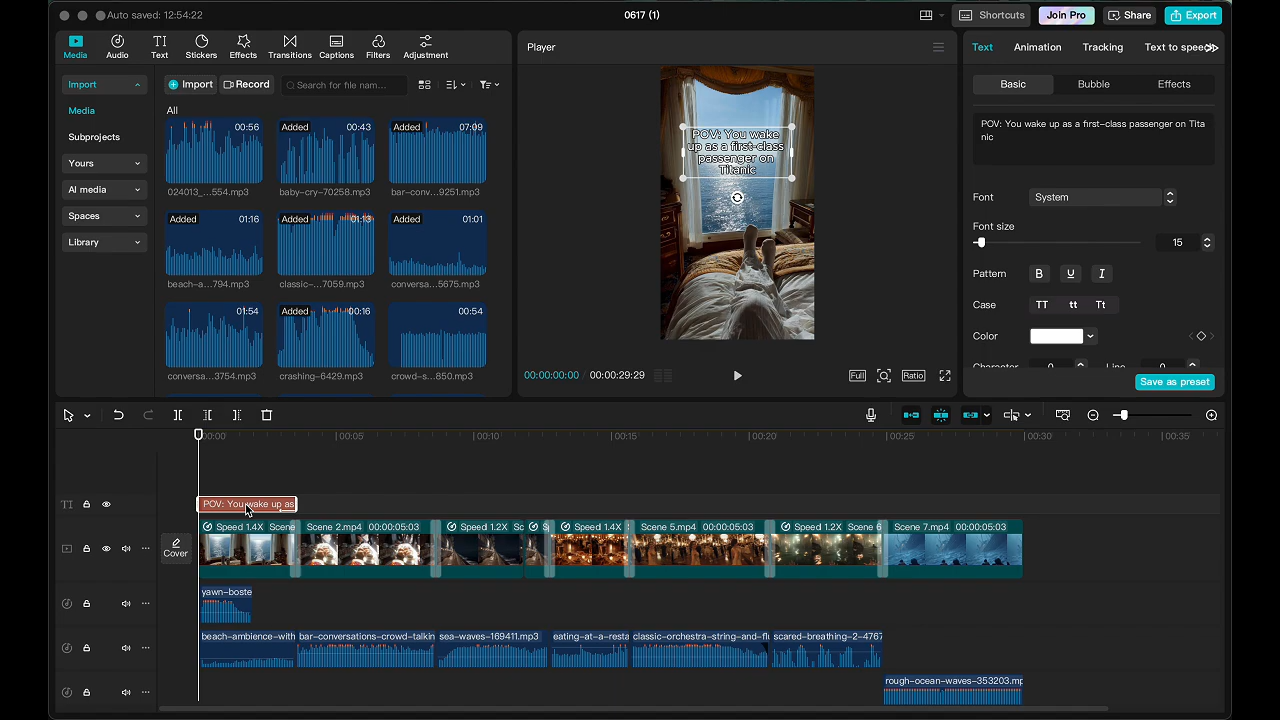 Auto saved: 12:54:22
0617 (1)
Shortcuts
Join Pro
Share
Export
Media
Audio
Text
Stickers
Effects
Transitions
Captions
Filters
Adjustment
Import
Media
Subprojects
Yours
AI media
Spaces
Library
Import
Record
Search for file nam...
All
00:56
Added 00:43
Added 07:09
024013_...554.mp3
baby-cry-70258.mp3
bar-conv...9251.mp3
Added 01:16
Added 01:13
Added 01:01
beach-a...794.mp3
classic-...7059.mp3
conversa...5675.mp3
01:54
Added 00:16
00:54
conversa...3754.mp3
crashing-6429.mp3
crowd-s...850.mp3
Player
POV: You wake
up as a first-class
passenger on
Titanic
00:00:00:00 / 00:00:29:29
Full
Ratio
Text
Animation
Tracking
Text to speech
Basic
Bubble
Effects
POV: You wake up as a first-class passenger on Tita
nic
Font
System
Font size
15
Pattern
B
U
I
Case
TT
tt
Tt
Color
Character
0
Line
0
Save as preset
00:00
00:05
00:10
00:15
00:20
00:25
00:30
00:35
TT
POV: You wake up as
Cover
Speed 1.4X Scene
Scene 2.mp4 00:00:05:03
Speed 1.2X Sc
S
Speed 1.4X
Scene 5.mp4 00:00:05:03
Speed 1.2X Scene 6
Scene 7.mp4 00:00:05:03
yawn-boste
beach-ambience-with
bar-conversations-crowd-talkin
sea-waves-169411.mp3
eating-at-a-resta
classic-orchestra-string-and-flu
scared-breathing-2-4767
rough-ocean-waves-353203.mp